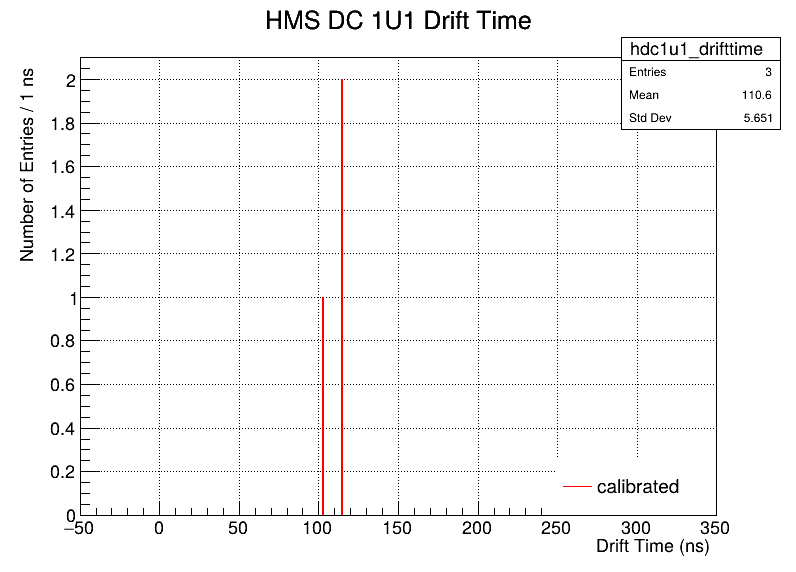 HMS DC 1U1 Drift Time
hdc1u1_drifttime
Entries 3
Mean 110.6
Std Dev 5.651
Number of Entries / 1 ns
2
1.8
1.6
1.4
1.2
1
0.8
0.6
0.4
0.2
0
−50 0 50 100 150 200 250 300 350
Drift Time (ns)
calibrated